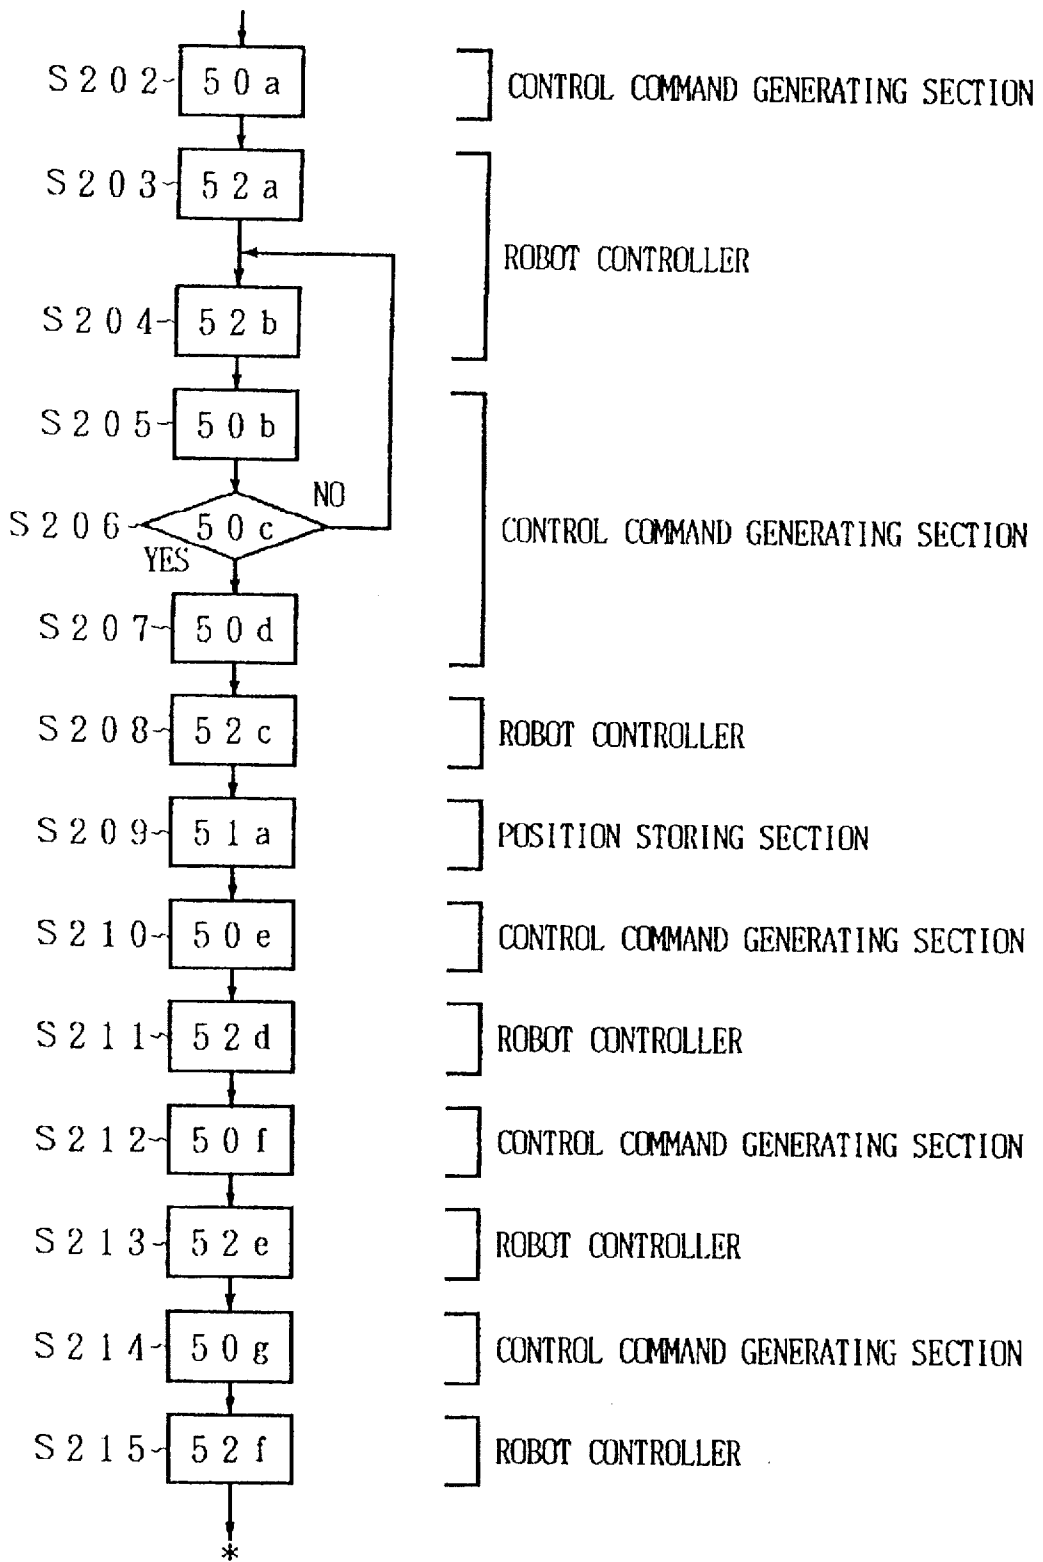 S202 50a CONTROL COMMAND GENERATING SECTION
S203 52a
ROBOT CONTROLLER
S204 52b
S205 50b
NO
S206 50c CONTROL COMMAND GENERATING SECTION
YES
S207 50d
S208 52c ROBOT CONTROLLER
S209 51a POSITION STORING SECTION
S210 50e CONTROL COMMAND GENERATING SECTION
S211 52d ROBOT CONTROLLER
S212 50f CONTROL COMMAND GENERATING SECTION
S213 52e ROBOT CONTROLLER
S214 50g CONTROL COMMAND GENERATING SECTION
S215 52f ROBOT CONTROLLER
*